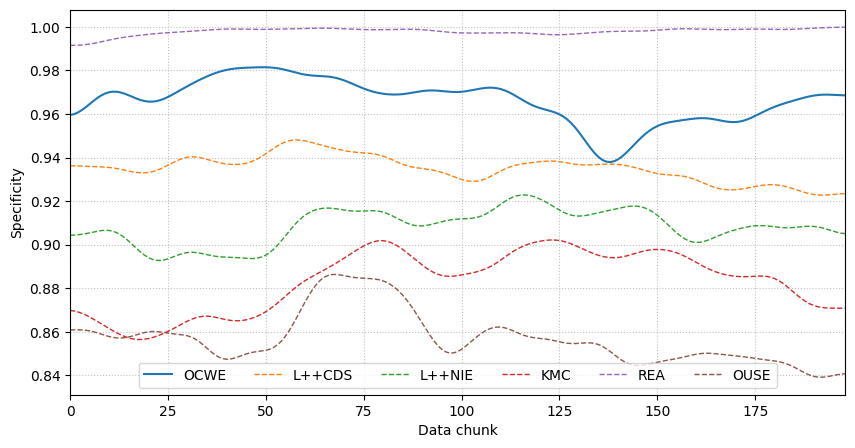 1.00
0.98
0.96
0.94
0.92
0.90
0.88
0.86
0.84
Specificity
OCWE L++CDS L++NIE KMC REA OUSE
0 25 50 75 100 125 150 175
Data chunk